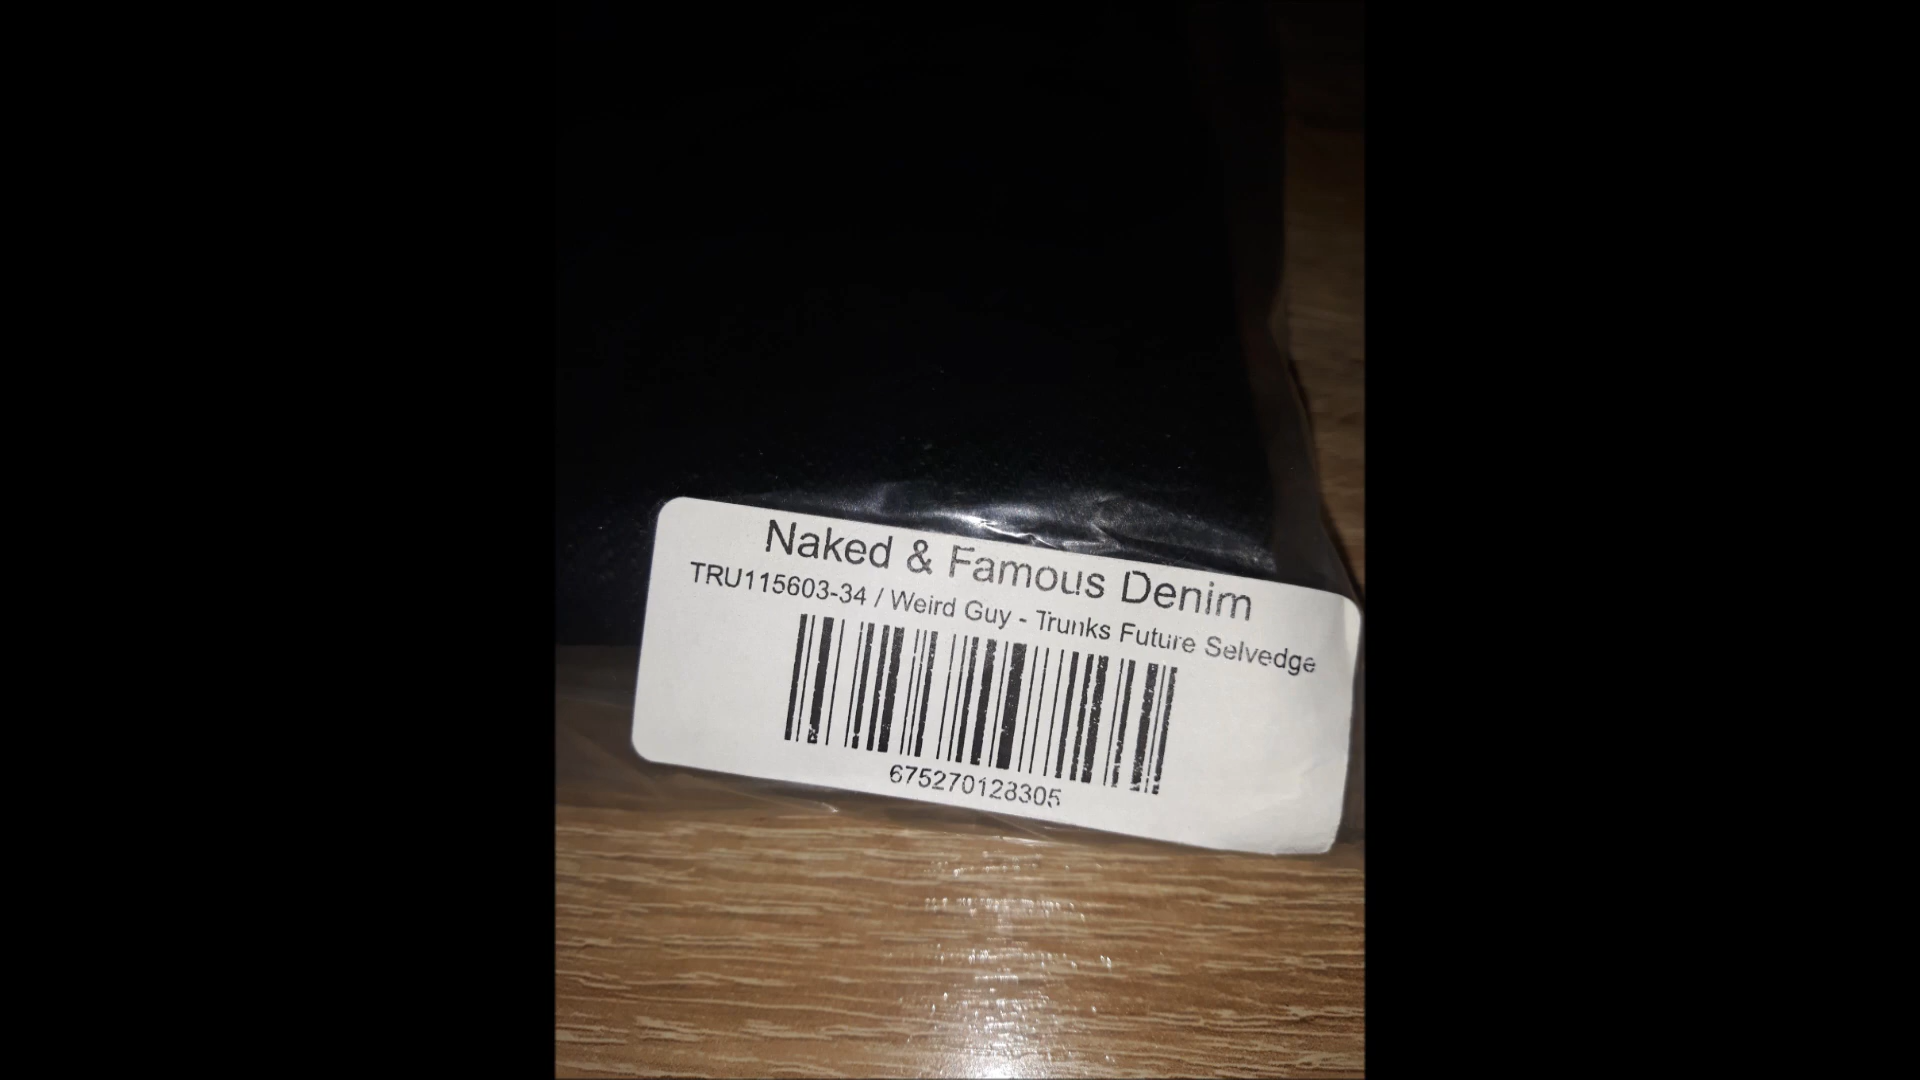 Naked & Famous Denim
TRU115603-34 / Weird Guy - Trunks Future Selvedge
675270128305